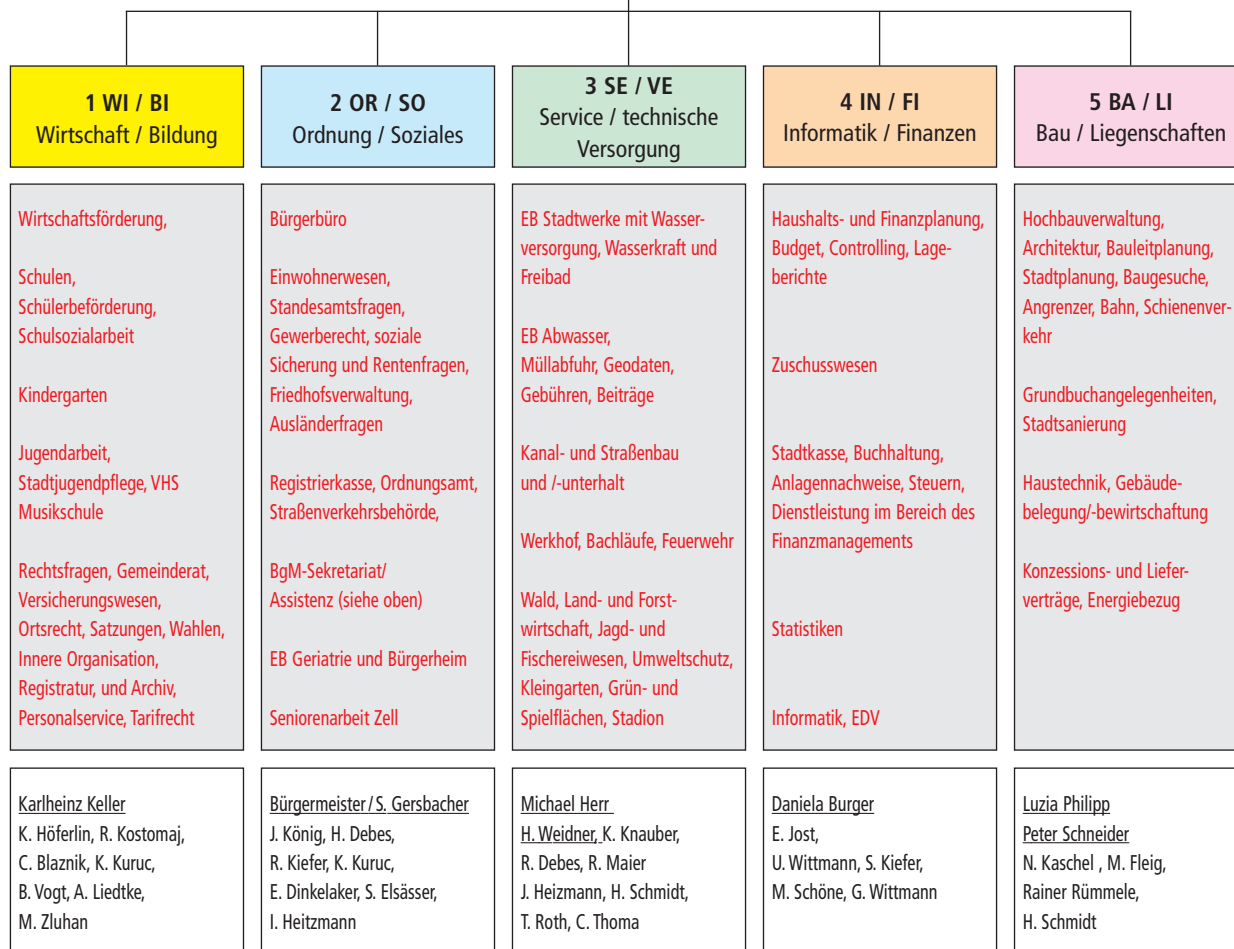 1 WI / BI
Wirtschaft / Bildung
2 OR / SO
Ordnung / Soziales
3 SE / VE
Service / technische
Versorgung
4 IN / FI
Informatik / Finanzen
5 BA / LI
Bau / Liegenschaften
Wirtschaftsförderung,
Schulen,
Schülerbeförderung,
Schulsozialarbeit
Kindergarten
Jugendarbeit,
Stadtjugendpflege, VHS
Musikschule
Rechtsfragen, Gemeinderat,
Versicherungswesen,
Ortsrecht, Satzungen, Wahlen,
Innere Organisation,
Registratur, und Archiv,
Personalservice, Tarifrecht
Bürgerbüro
Einwohnerwesen,
Standesamtsfragen,
Gewerberecht, soziale
Sicherung und Rentenfragen,
Friedhofsverwaltung,
Ausländerfragen
Registrierkasse, Ordnungsamt,
Straßenverkehrsbehörde,
BgM-Sekretariat/
Assistenz (siehe oben)
EB Geriatrie und Bürgerheim
Seniorenarbeit Zell
EB Stadtwerke mit Wasser-
versorgung, Wasserkraft und
Freibad
EB Abwasser,
Müllabfuhr, Geodaten,
Gebühren, Beiträge
Kanal- und Straßenbau
und /-unterhalt
Werkhof, Bachläufe, Feuerwehr
Wald, Land- und Forst-
wirtschaft, Jagd- und
Fischereiwesen, Umweltschutz,
Kleingarten, Grün- und
Spielflächen, Stadion
Haushalts- und Finanzplanung,
Budget, Controlling, Lage-
berichte
Zuschusswesen
Stadtkasse, Buchhaltung,
Anlagennachweise, Steuern,
Dienstleistung im Bereich des
Finanzmanagements
Statistiken
Informatik, EDV
Hochbauverwaltung,
Architektur, Bauleitplanung,
Stadtplanung, Baugesuche,
Angrenzer, Bahn, Schienenver-
kehr
Grundbuchangelegenheiten,
Stadtsanierung
Haustechnik, Gebäude-
belegung/-bewirtschaftung
Konzessions- und Liefer-
verträge, Energiebezug
Karlheinz Keller
K. Höferlin, R. Kostomaj,
C. Blaznik, K. Kuruc,
B. Vogt, A. Liedtke,
M. Zluhan
Bürgermeister/S. Gersbacher
J. König, H. Debes,
R. Kiefer, K. Kuruc,
E. Dinkelaker, S. Elsässer,
I. Heitzmann
Michael Herr
H. Weidner, K. Knauber,
R. Debes, R. Maier
J. Heizmann, H. Schmidt,
T. Roth, C. Thoma
Daniela Burger
E. Jost,
U. Wittmann, S. Kiefer,
M. Schöne, G. Wittmann
Luzia Philipp
Peter Schneider
N. Kaschel , M. Fleig,
Rainer Rümmele,
H. Schmidt